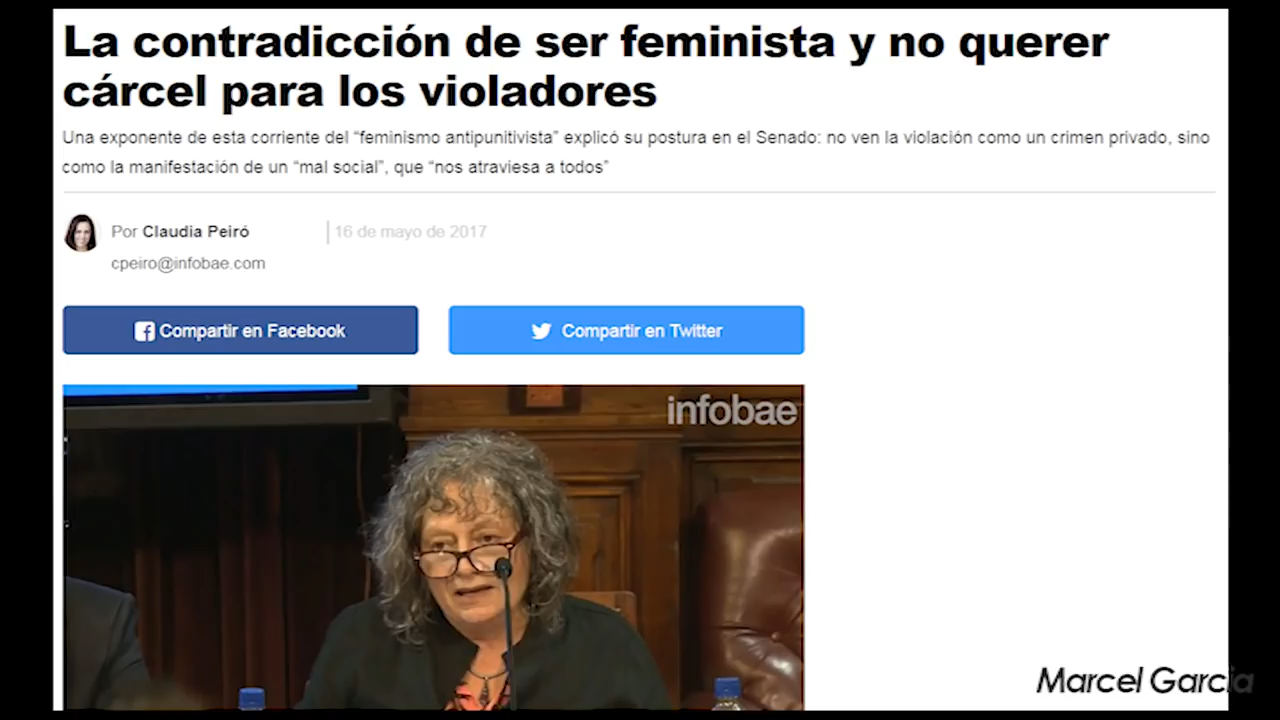 La contradicción de ser feminista y no querer
cárcel para los violadores
Una exponente de esta corriente del "feminismo antipunitivista" explicó su postura en el Senado: no ven la violación como un crimen privado, sino
como la manifestación de un "mal social", que "nos atraviesa a todos"
Por Claudia Peiró
16 de mayo de 2017
cpeiro@infobae.com
Compartir en Facebook
Compartir en Twitter
infobae
Marcel Garcia